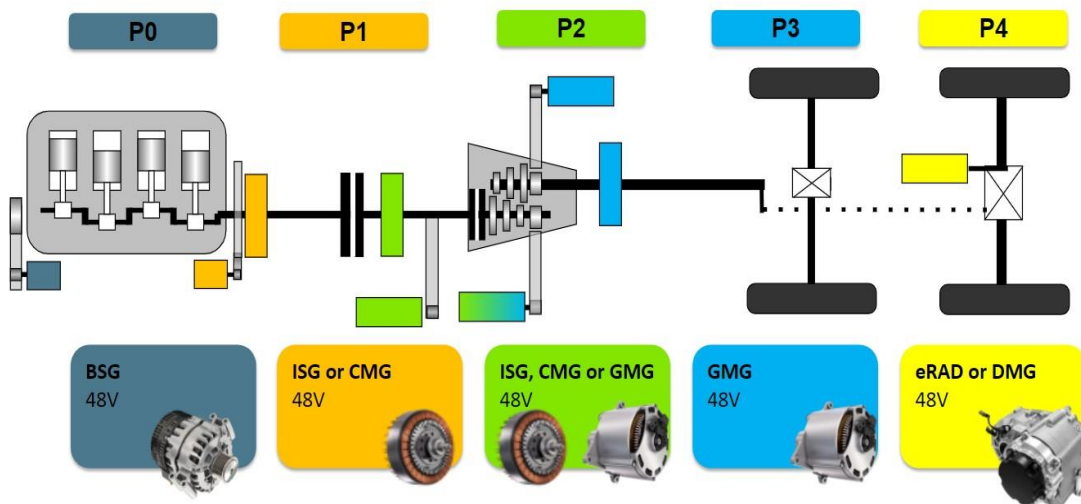 P0
P1
P2
P3
P4
BSG
48V
ISG or CMG
48V
ISG, CMG or GMG
48V
GMG
48V
eRAD or DMG
48V